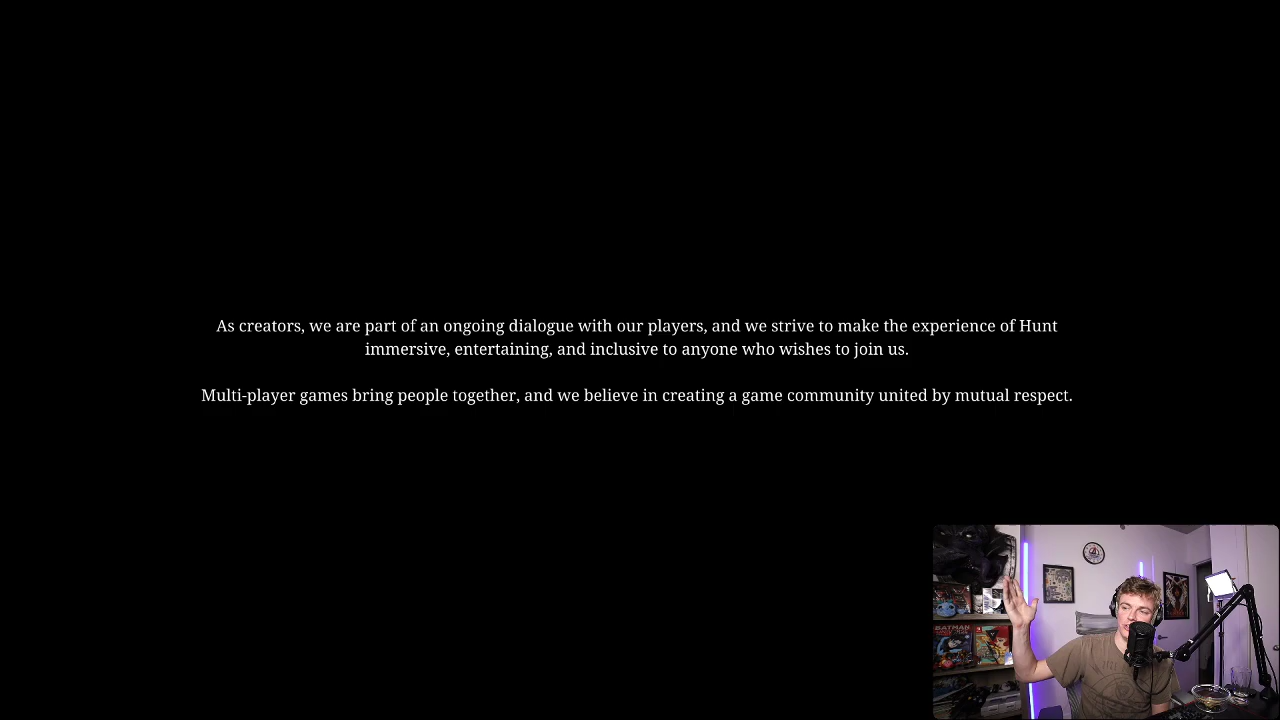 As creators, we are part of an ongoing dialogue with our players, and we strive to make the experience of Hunt
immersive, entertaining, and inclusive to anyone who wishes to join us.
Multi-player games bring people together, and we believe in creating a game community united by mutual respect.
BATMAN